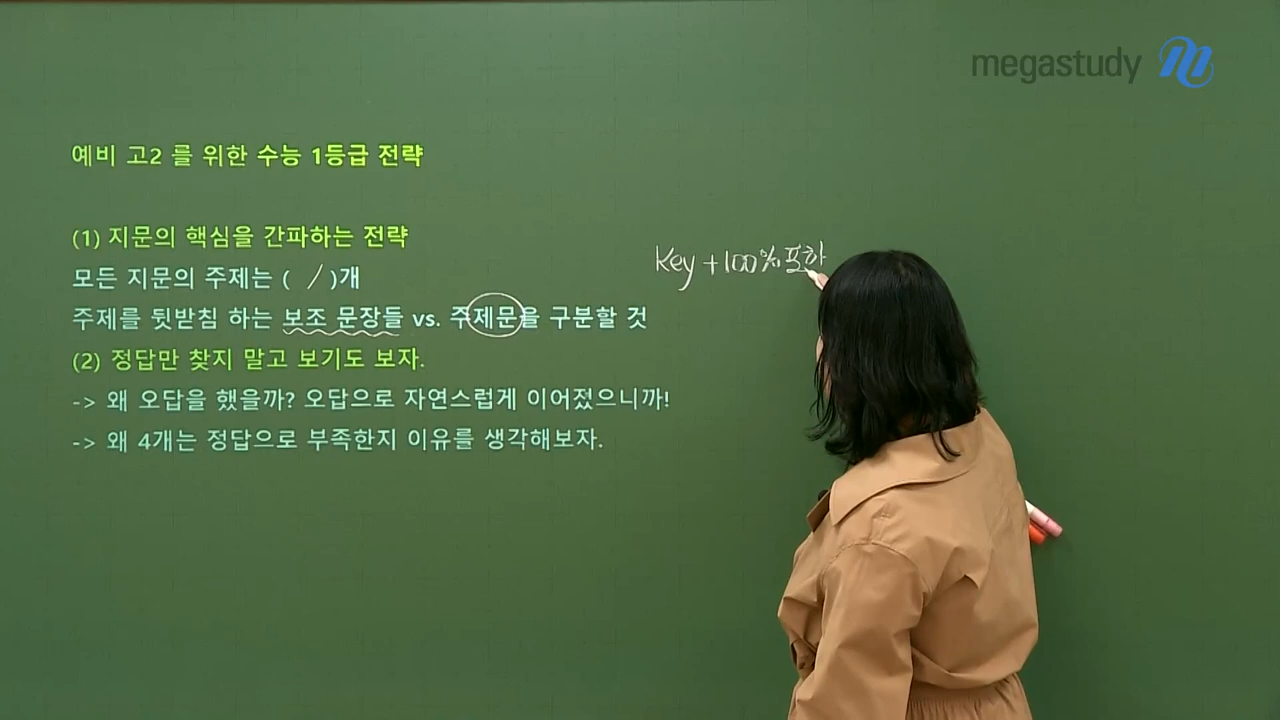 megastudy
예비 고2 를 위한 수능 1등급 전략
(1) 지문의 핵심을 간파하는 전략
모든 지문의 주제는 ( / )개
주제를 뒷받침 하는 보조 문장들 vs. 주제문을 구분할 것
(2) 정답만 찾지 말고 보기도 보자.
-> 왜 오답을 했을까? 오답으로 자연스럽게 이어졌으니까!
-> 왜 4개는 정답으로 부족한지 이유를 생각해보자.
Key + 100% 포함